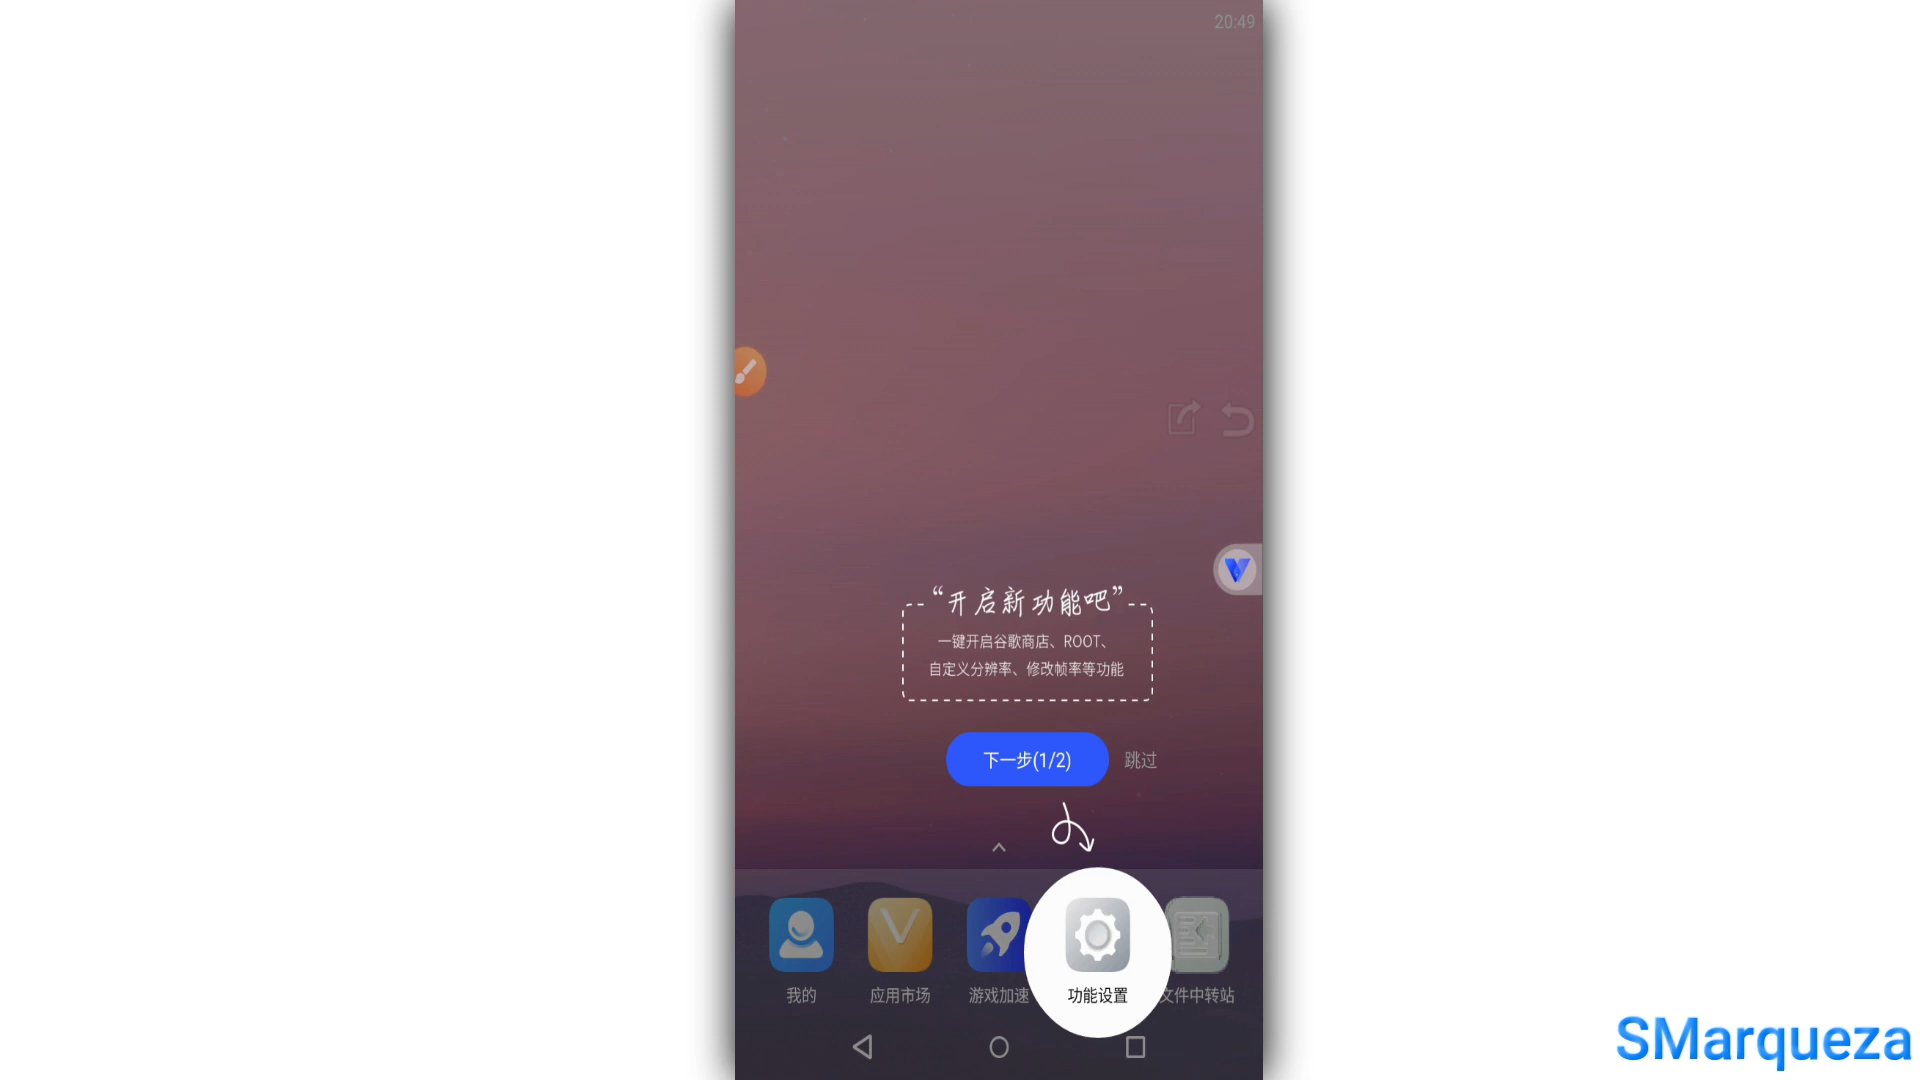 20:49
“开启新功能吧”
一键开启谷歌商店、ROOT、
自定义分辨率、修改帧率等功能
下一步(1/2)
跳过
我的
应用市场
游戏加速
功能设置
文件中转站
SMarqueza